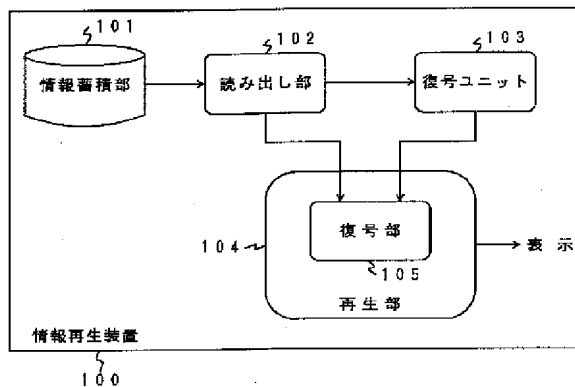 101
102
103
情報蓄積部
読み出し部
復号ユニット
復号部
104
105
表示
再生部
情報再生装置
100